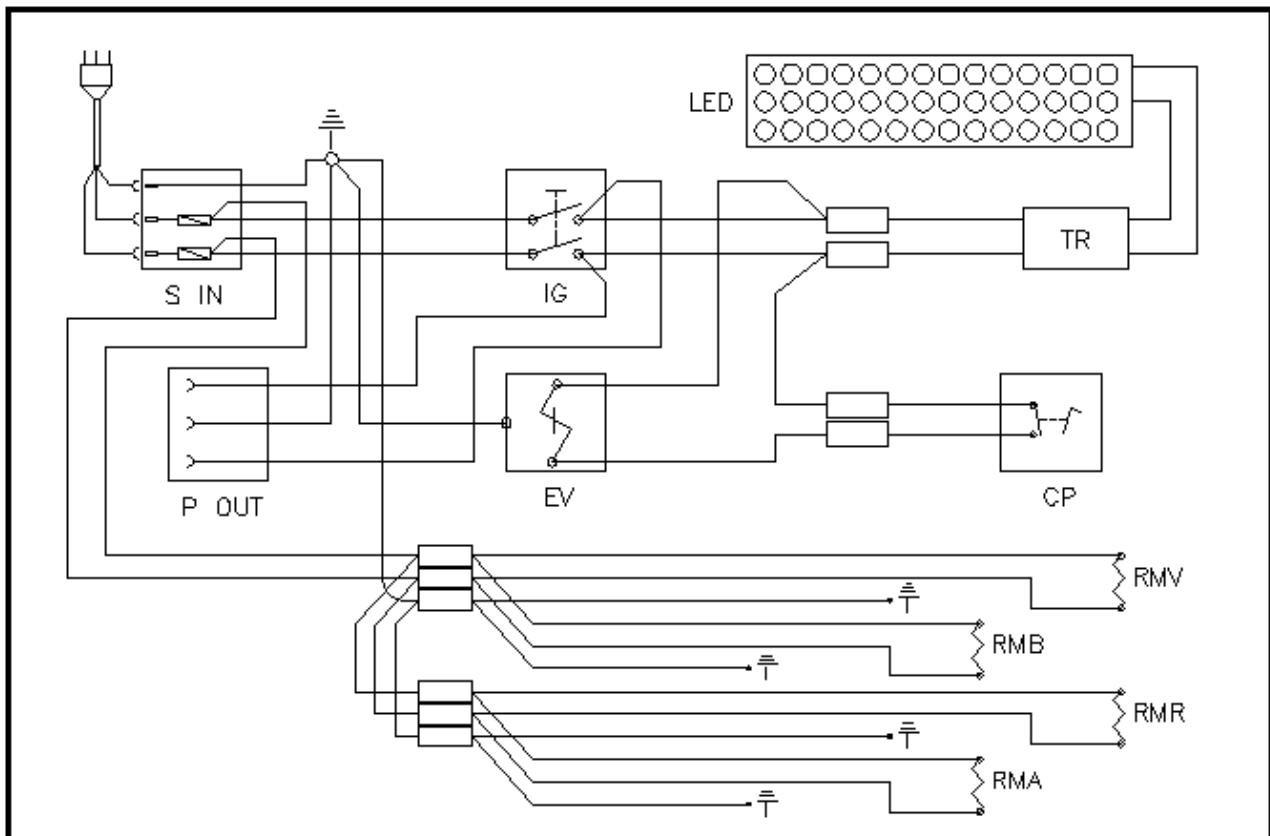 LED
TR
S IN
IG
P OUT
EV
CP
RMV
RMB
RMR
RMA